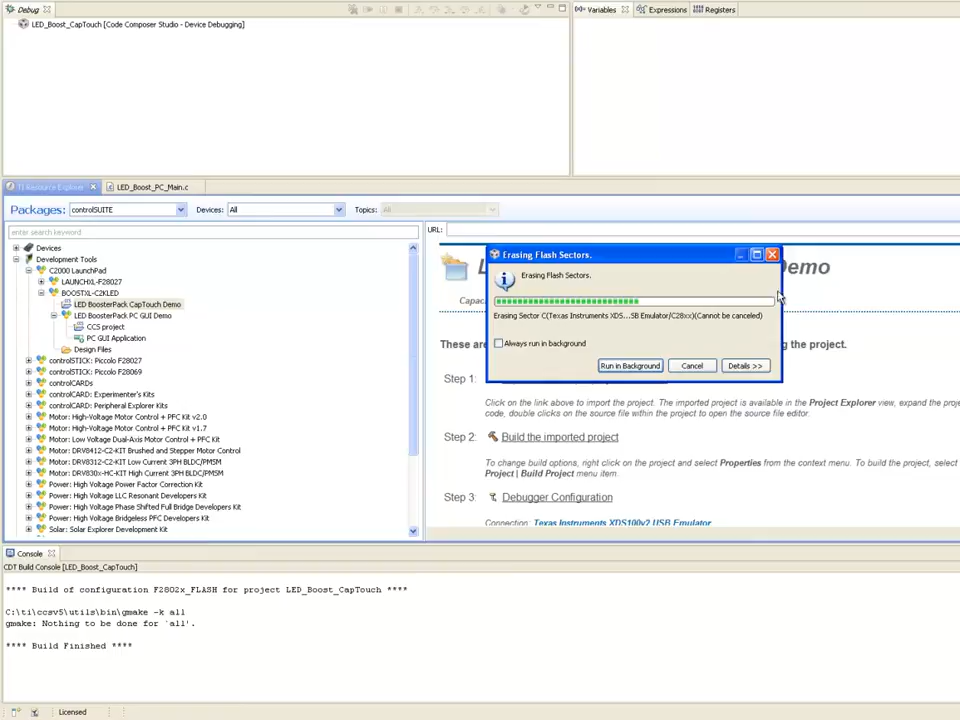 Debug
LED_Boost_CapTouch [Code Composer Studio - Device Debugging]
(x)= Variables
Expressions
Registers
TI Resource Explorer
LED_Boost_PC_Main.c
Packages: controlSUITE
Devices: All
Topics: All
enter search keyword
URL:
Devices
Development Tools
C2000 LaunchPad
LAUNCHXL-F28027
BOOSTXL-C2KLED
LED BoosterPack CapTouch Demo
LED BoosterPack PC GUI Demo
CCS project
PC GUI Application
Design Files
controlSTICK: Piccolo F28027
controlSTICK: Piccolo F28069
controlCARDs
controlCARD: Experimenter's Kits
controlCARD: Peripheral Explorer Kits
Motor: High-Voltage Motor Control + PFC Kit v2.0
Motor: High-Voltage Motor Control + PFC Kit v1.7
Motor: Low Voltage Dual-Axis Motor Control + PFC Kit
Motor: DRV8412-C2-KIT Brushed and Stepper Motor Control
Motor: DRV8312-C2-KIT Low Current 3PH BLDC/PMSM
Motor: DRV830x-HC-KIT High Current 3PH BLDC/PMSM
Power: High Voltage Power Factor Correction Kit
Power: High Voltage LLC Resonant Developers Kit
Power: High Voltage Phase Shifted Full Bridge Developers Kit
Power: High Voltage Bridgeless PFC Developers Kit
Solar: Solar Explorer Development Kit
L
Demo
Capac
These are
g the project.
Erasing Flash Sectors.
Erasing Flash Sectors.
Erasing Sector C(Texas Instruments XDS...SB Emulator/C28xx)(Cannot be canceled)
Always run in background
Run in Background
Cancel
Details >>
Step 1:
Click on the link above to import the project. The imported project is available in the Project Explorer view, expand the proje
code, double clicks on the source file within the project to open the source file editor.
Step 2: Build the imported project
To change build options, right click on the project and select Properties from the context menu. To build the project, select
Project | Build Project menu item.
Step 3: Debugger Configuration
Connection: Texas Instruments XDS100v2 USB Emulator
Console
CDT Build Console [LED_Boost_CapTouch]
**** Build of configuration F2802x_FLASH for project LED_Boost_CapTouch ****
C:\ti\ccsv5\utils\bin\gmake -k all
gmake: Nothing to be done for `all'.
**** Build Finished ****
Licensed